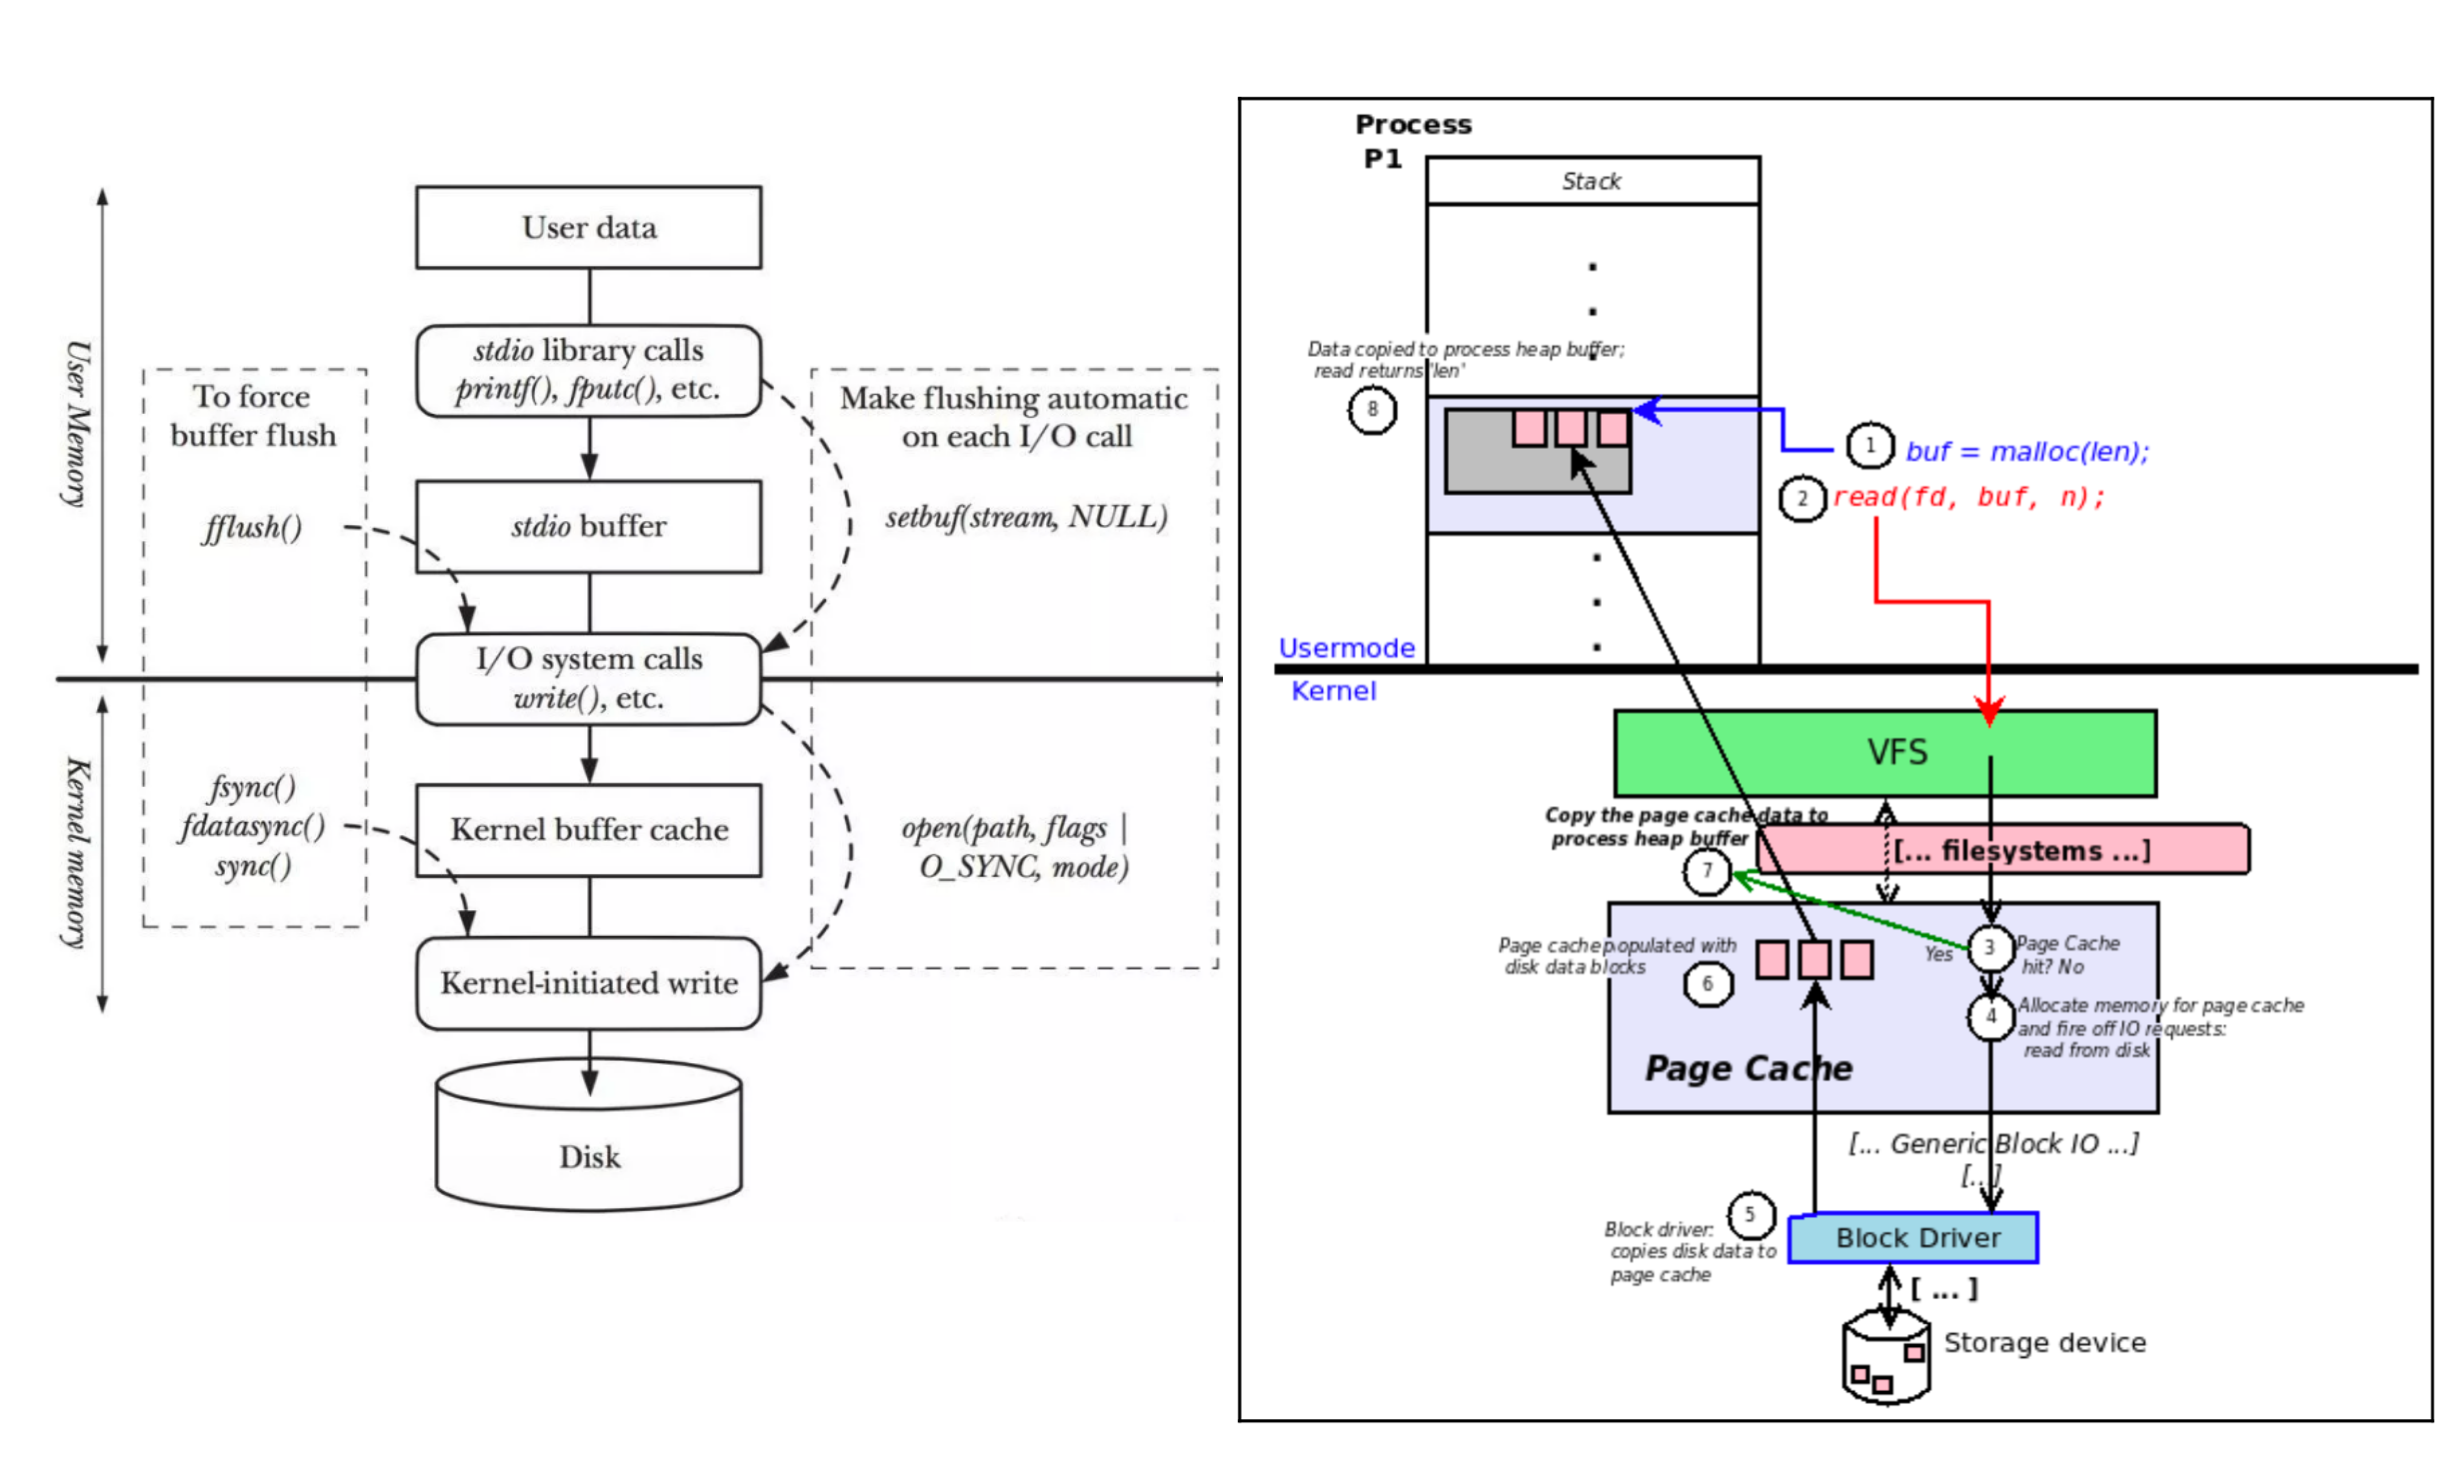 User data
stdio library calls
printf(), fputc(), etc.
User Memory
To force
buffer flush
Make flushing automatic
on each I/O call
fflush()
stdio buffer
setbuf(stream, NULL)
I/O system calls
write(), etc.
Kernel memory
fsync()
fdatasync()
sync()
Kernel buffer cache
open(path, flags |
O_SYNC, mode)
Kernel-initiated write
Disk
Process
P1
Stack
Data copied to process heap buffer;
read returns 'len'
8
1
buf = malloc(len);
2
read(fd, buf, n);
Usermode
Kernel
VFS
Copy the page cache data to
process heap buffer
7
[... filesystems ...]
Page cache populated with
disk data blocks
6
Yes
3
Page Cache
hit? No
4
Allocate memory for page cache
and fire off IO requests:
read from disk
Page Cache
[... Generic Block IO ...]
[...]
5
Block driver:
copies disk data to
page cache
Block Driver
[ ... ]
Storage device